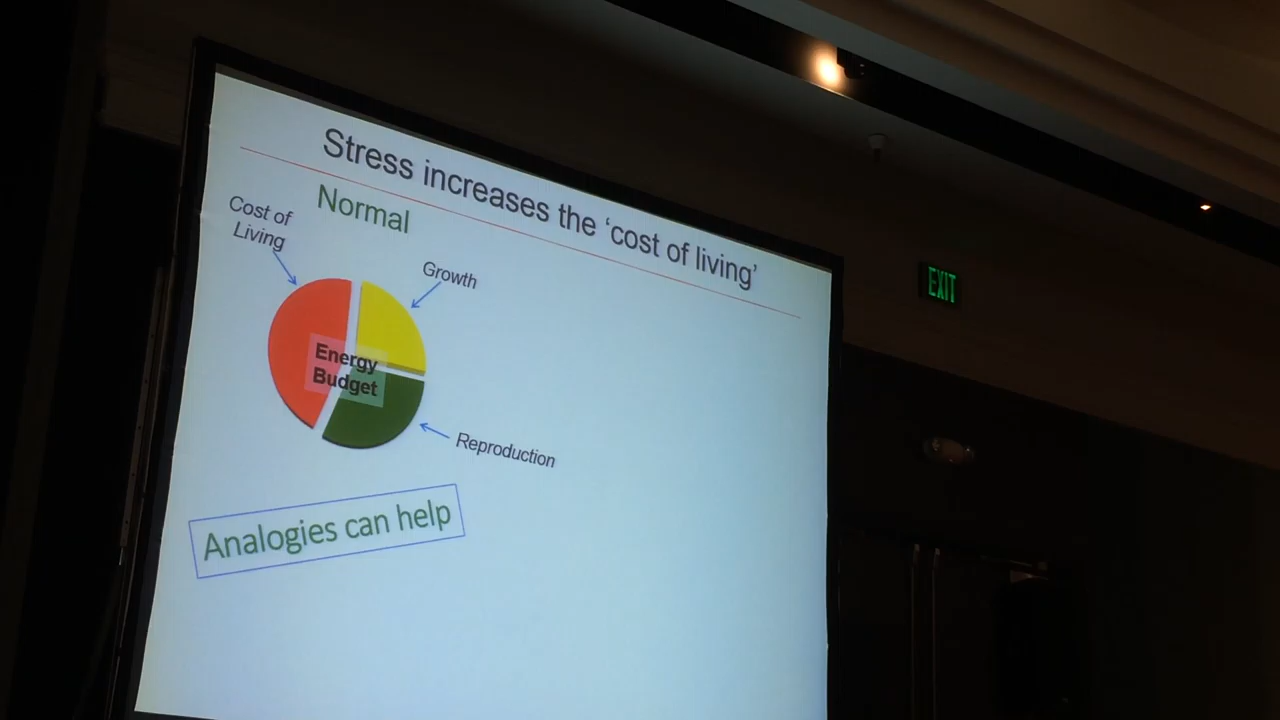 Stress increases the ‘cost of living’
Normal
Cost of
Living
Growth
Energy
Budget
Reproduction
Analogies can help
EXIT